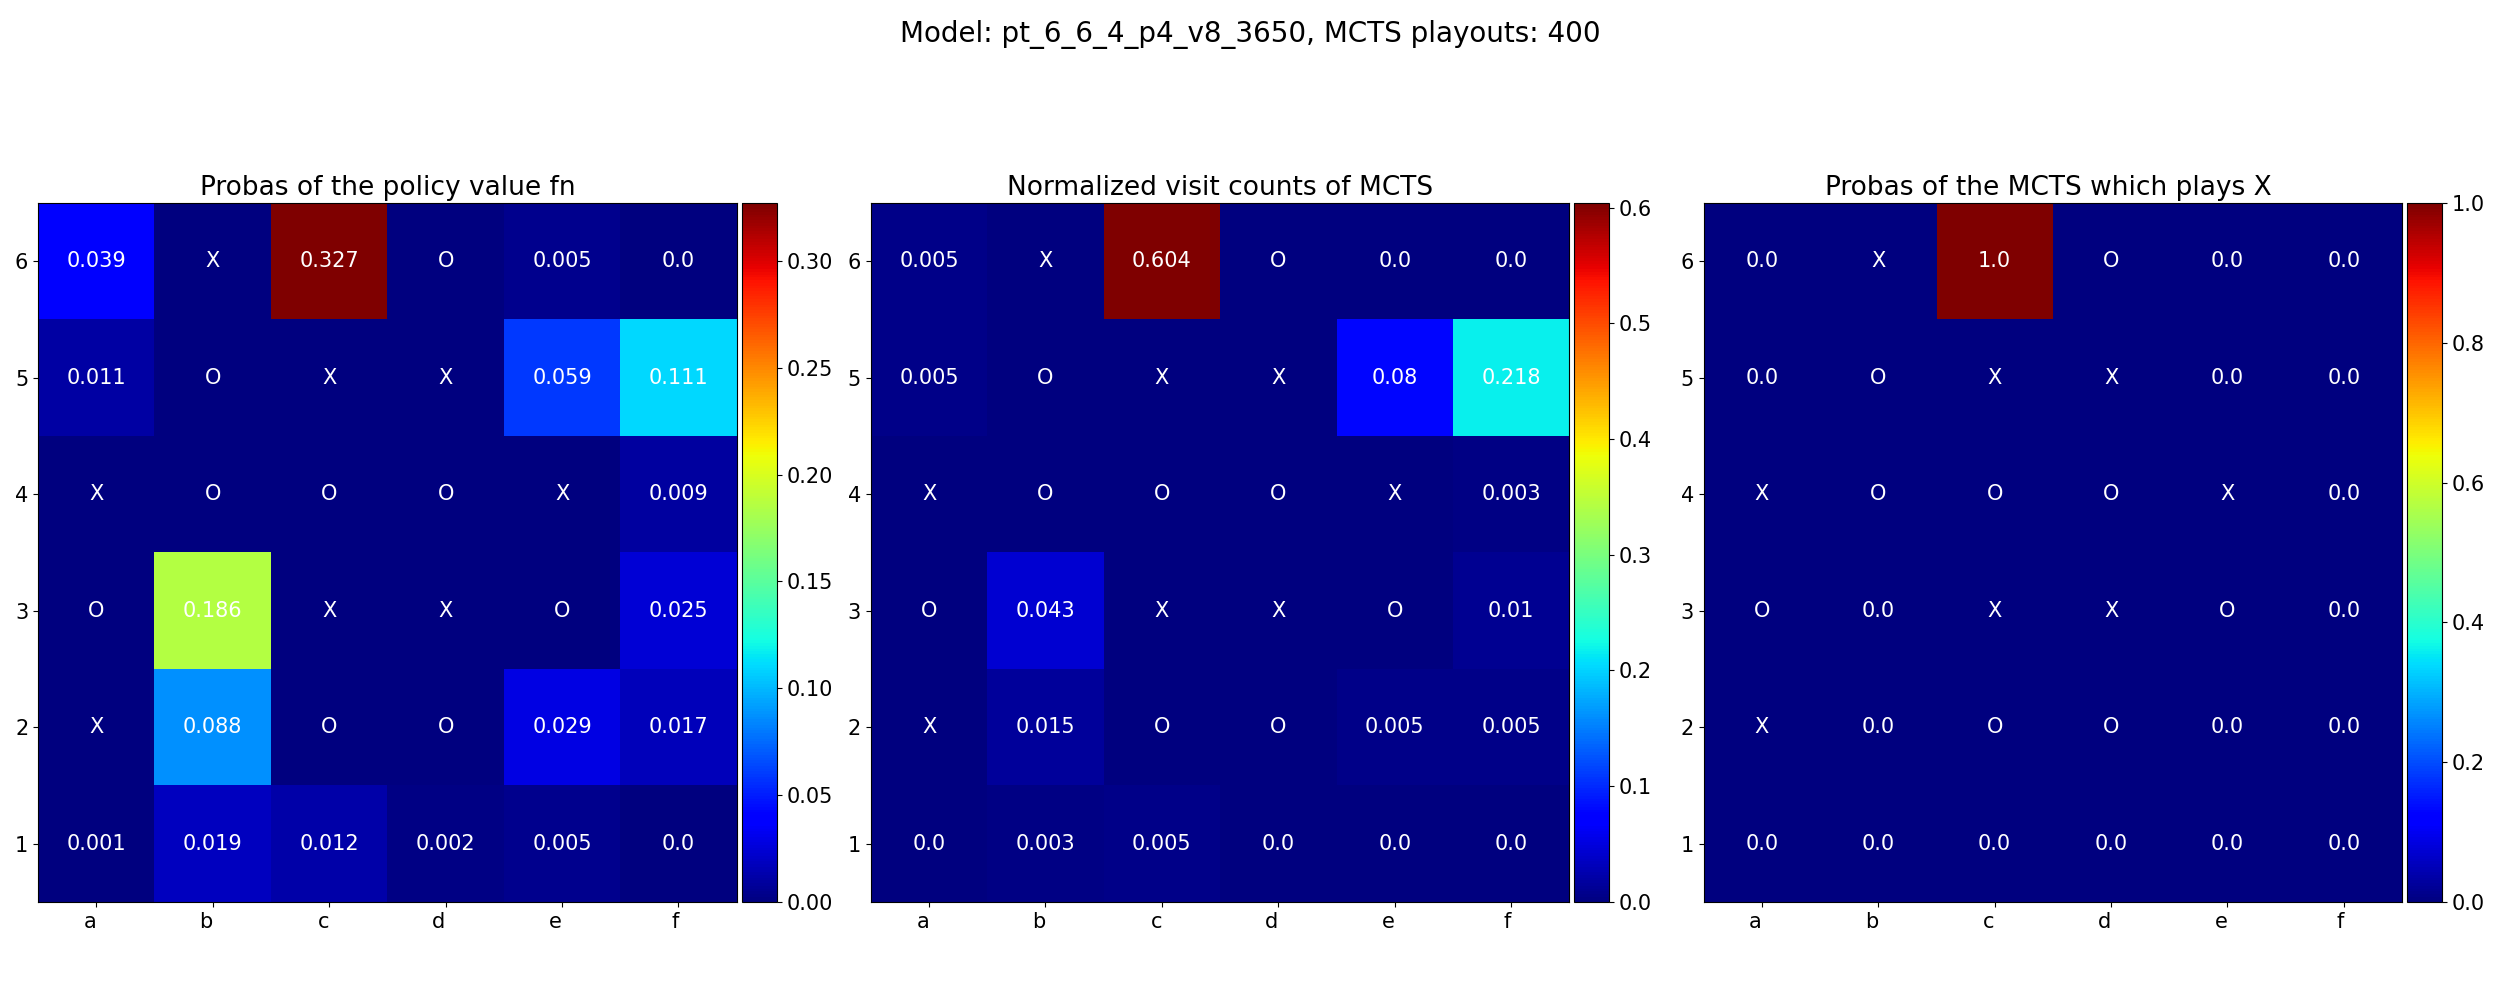 Model: pt_6_6_4_p4_v8_3650, MCTS playouts: 400
Probas of the policy value fn
6 0.039 X 0.327 O 0.005 0.0
5 0.011 O X X 0.059 0.111
4 X O O O X 0.009
3 O 0.186 X X O 0.025
2 X 0.088 O O 0.029 0.017
1 0.001 0.019 0.012 0.002 0.005 0.0
a b c d e f
0.30
0.25
0.20
0.15
0.10
0.05
0.00
Normalized visit counts of MCTS
6 0.005 X 0.604 O 0.0 0.0
5 0.005 O X X 0.08 0.218
4 X O O O X 0.003
3 O 0.043 X X O 0.01
2 X 0.015 O O 0.005 0.005
1 0.0 0.003 0.005 0.0 0.0 0.0
a b c d e f
0.6
0.5
0.4
0.3
0.2
0.1
0.0
Probas of the MCTS which plays X
6 0.0 X 1.0 O 0.0 0.0
5 0.0 O X X 0.0 0.0
4 X O O O X 0.0
3 O 0.0 X X O 0.0
2 X 0.0 O O 0.0 0.0
1 0.0 0.0 0.0 0.0 0.0 0.0
a b c d e f
1.0
0.8
0.6
0.4
0.2
0.0